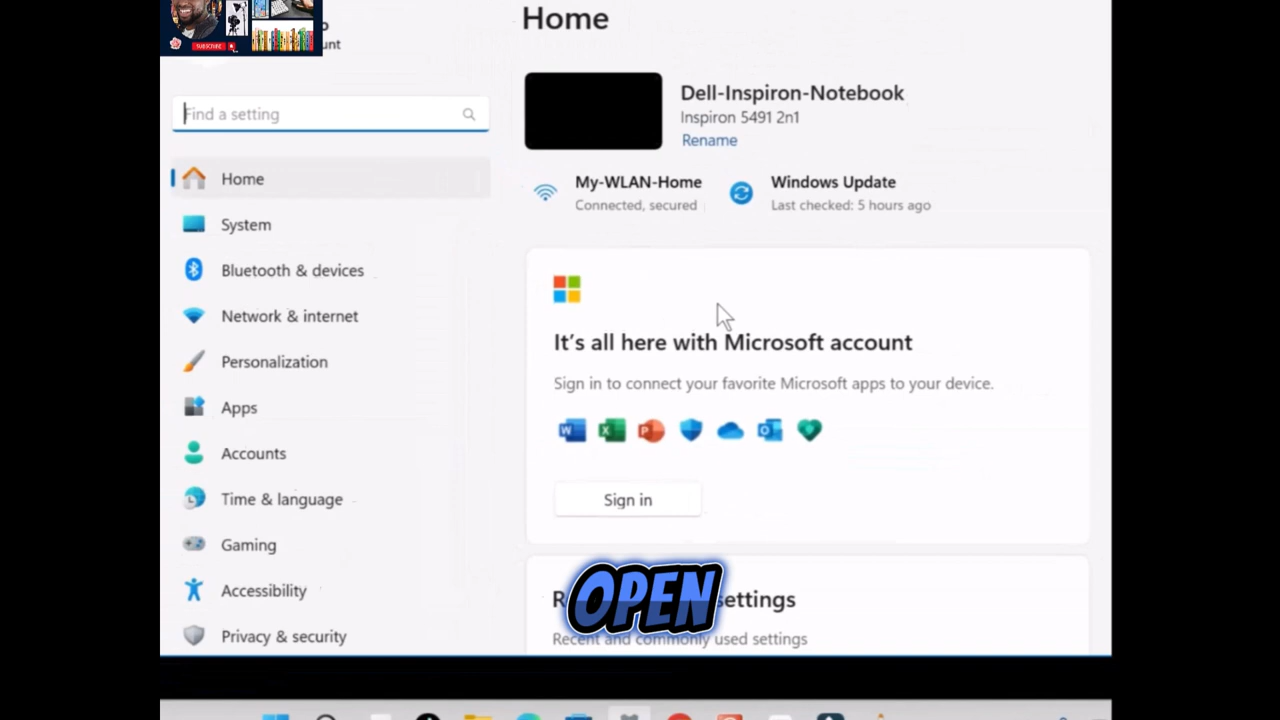 Home
SUBSCRIBE
unt
Dell-Inspiron-Notebook
Inspiron 5491 2n1
Rename
Find a setting
My-WLAN-Home
Connected, secured
Windows Update
Last checked: 5 hours ago
Home
System
Bluetooth & devices
Network & internet
Personalization
Apps
Accounts
Time & language
Gaming
Accessibility
Privacy & security
It's all here with Microsoft account
Sign in to connect your favorite Microsoft apps to your device.
Sign in
OPEN
settings
Recent and commonly used settings